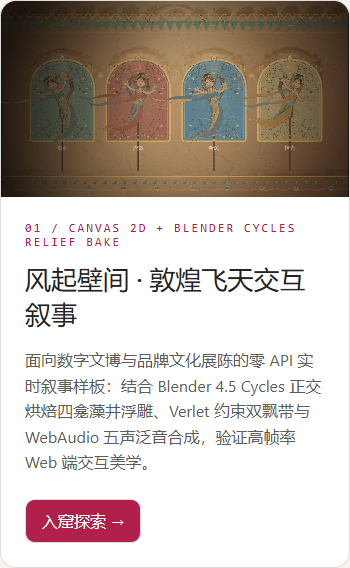 01 / CANVAS 2D + BLENDER CYCLES
RELIEF BAKE
风起壁间 · 敦煌飞天交互
叙事
面向数字文博与品牌文化展陈的零 API 实
时叙事样板：结合 Blender 4.5 Cycles 正交
烘焙四龛藻井浮雕、Verlet 约束双飘带与
WebAudio 五声泛音合成，验证高帧率
Web 端交互美学。
入窟探索 →